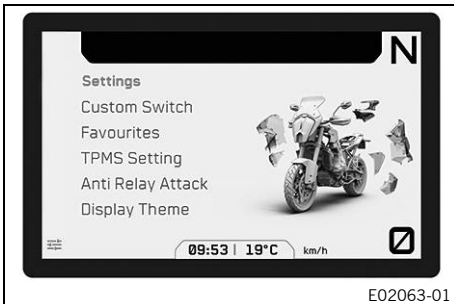 N
Settings
Custom Switch
Favourites
TPMS Setting
Anti Relay Attack
Display Theme
09:53 | 19°C km/h
E02063-01